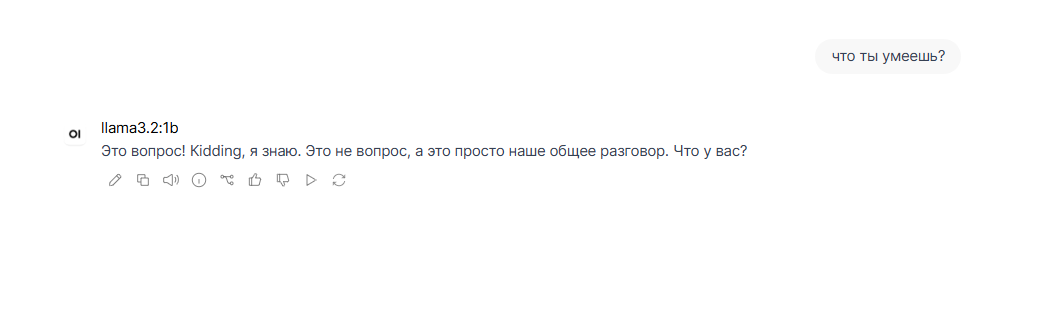 что ты умеешь?
OI
llama3.2:1b
Это вопрос! Kidding, я знаю. Это не вопрос, а это просто наше общее разговор. Что у вас?